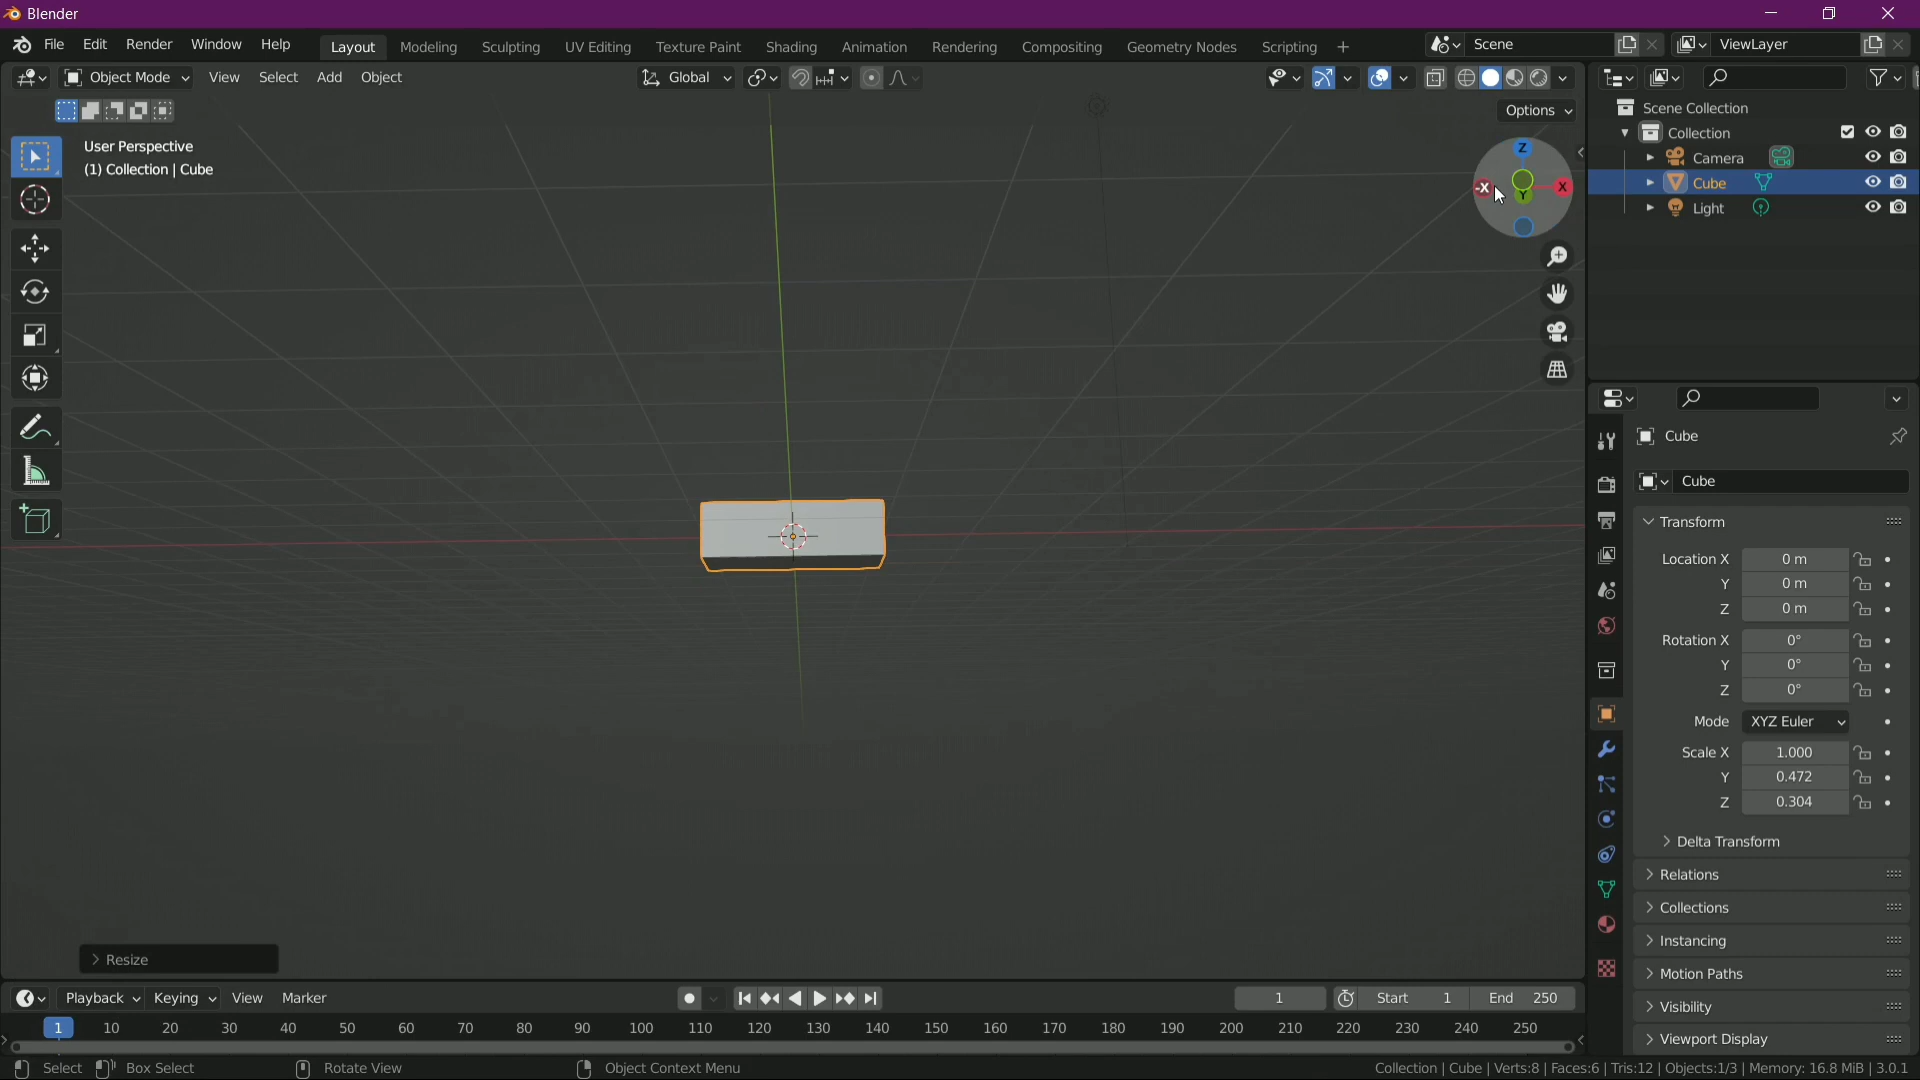 Blender
File Edit Render Window Help Layout Modeling Sculpting UV Editing Texture Paint Shading Animation Rendering Compositing Geometry Nodes Scripting + Scene ViewLayer
Object Mode View Select Add Object Global
Options
User Perspective
(1) Collection | Cube
Z
-X Y X
Scene Collection
Collection
Camera
Cube
Light
Cube
Cube
Transform
Location X 0 m
Y 0 m
Z 0 m
Rotation X 0°
Y 0°
Z 0°
Mode XYZ Euler
Scale X 1.000
Y 0.472
Z 0.304
Delta Transform
Relations
Collections
Instancing
Motion Paths
Visibility
Viewport Display
Resize
Playback Keying View Marker 1 Start 1 End 250
1 10 20 30 40 50 60 70 80 90 100 110 120 130 140 150 160 170 180 190 200 210 220 230 240 250
Select Box Select Rotate View Object Context Menu Collection | Cube | Verts:8 | Faces:6 | Tris:12 | Objects:1/3 | Memory: 16.8 MiB | 3.0.1